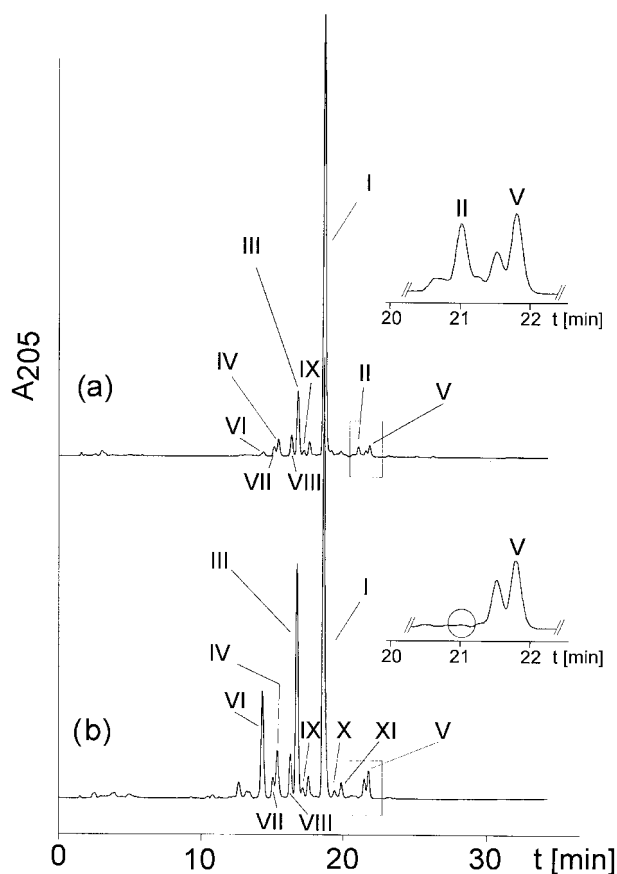 I
II
V
III
20 21 22 t [min]
IV
IX
II
A205
(a)
V
VI
VII VIII
V
III
I
20 21 22 t [min]
IV
VI
IX X XI V
(b)
VII VIII
0 10 20 30 t [min]